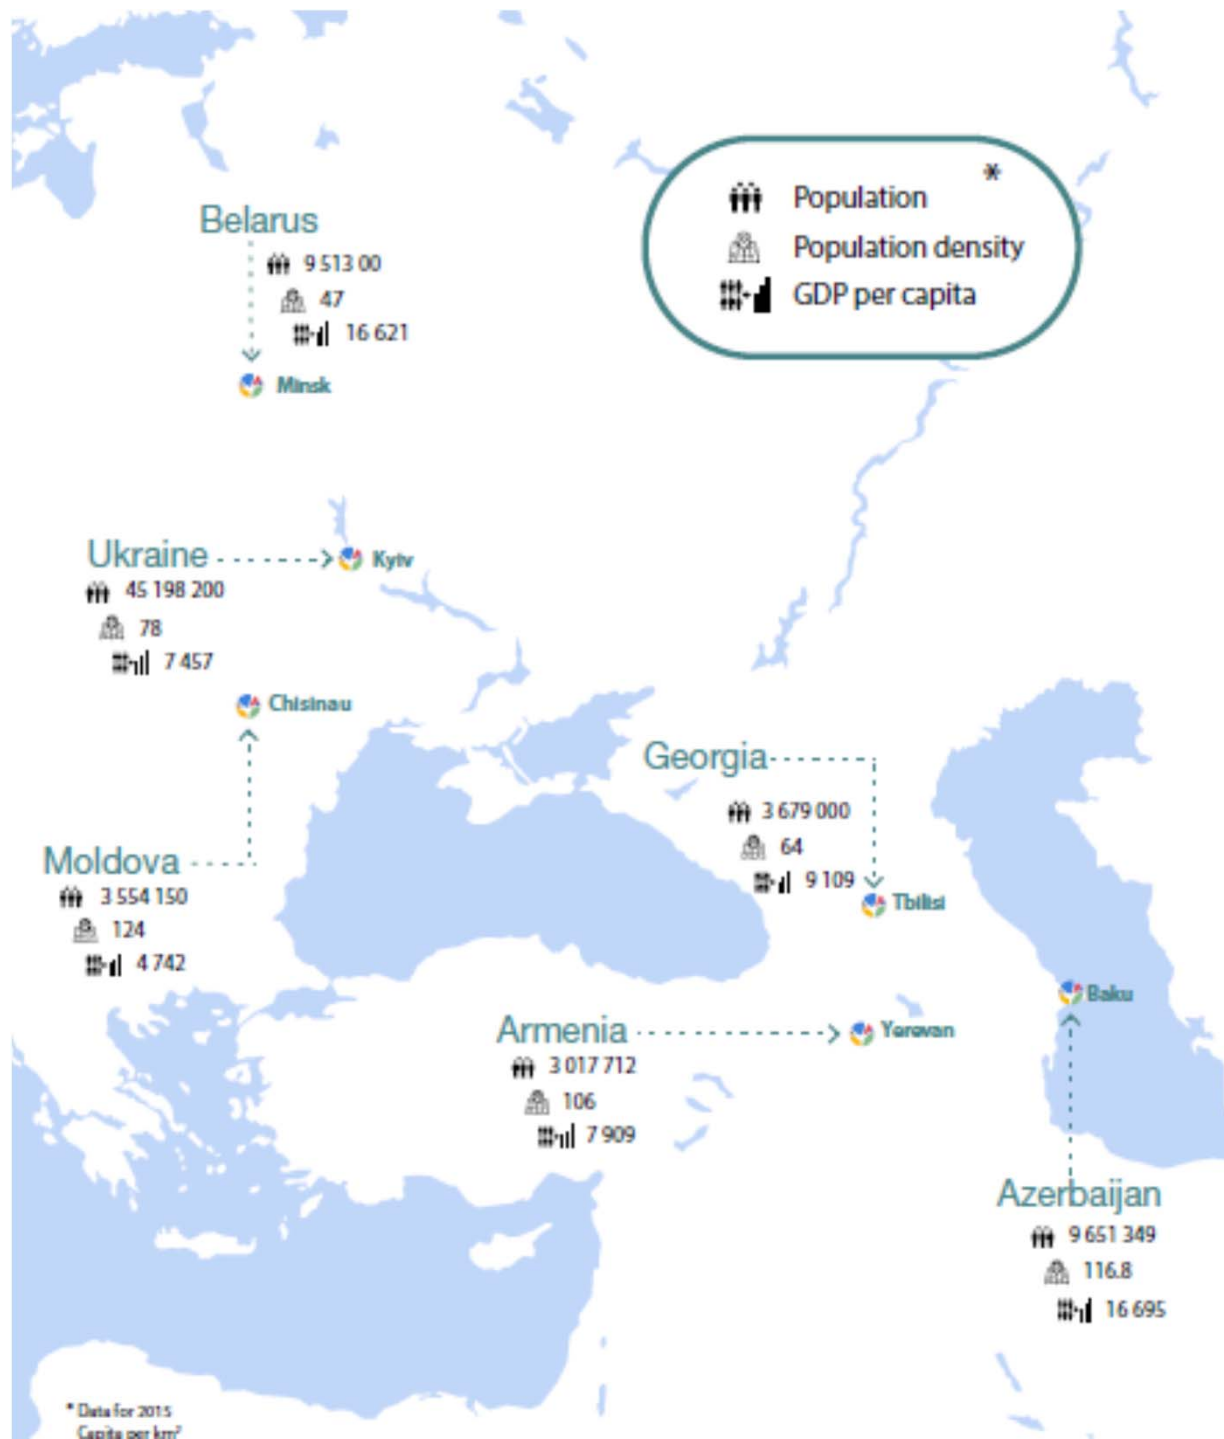 *
Population
Population density
GDP per capita
Belarus
9 513 00
47
16 621
Minsk
Ukraine
Kyiv
45 198 200
78
7 457
Chisinau
Georgia
3 679 000
64
9 109
Tbilisi
Moldova
3 554 150
124
4 742
Baku
Armenia
Yerevan
3 017 712
106
7 909
Azerbaijan
9 651 349
116.8
16 695
* Data for 2015
Capita per km²